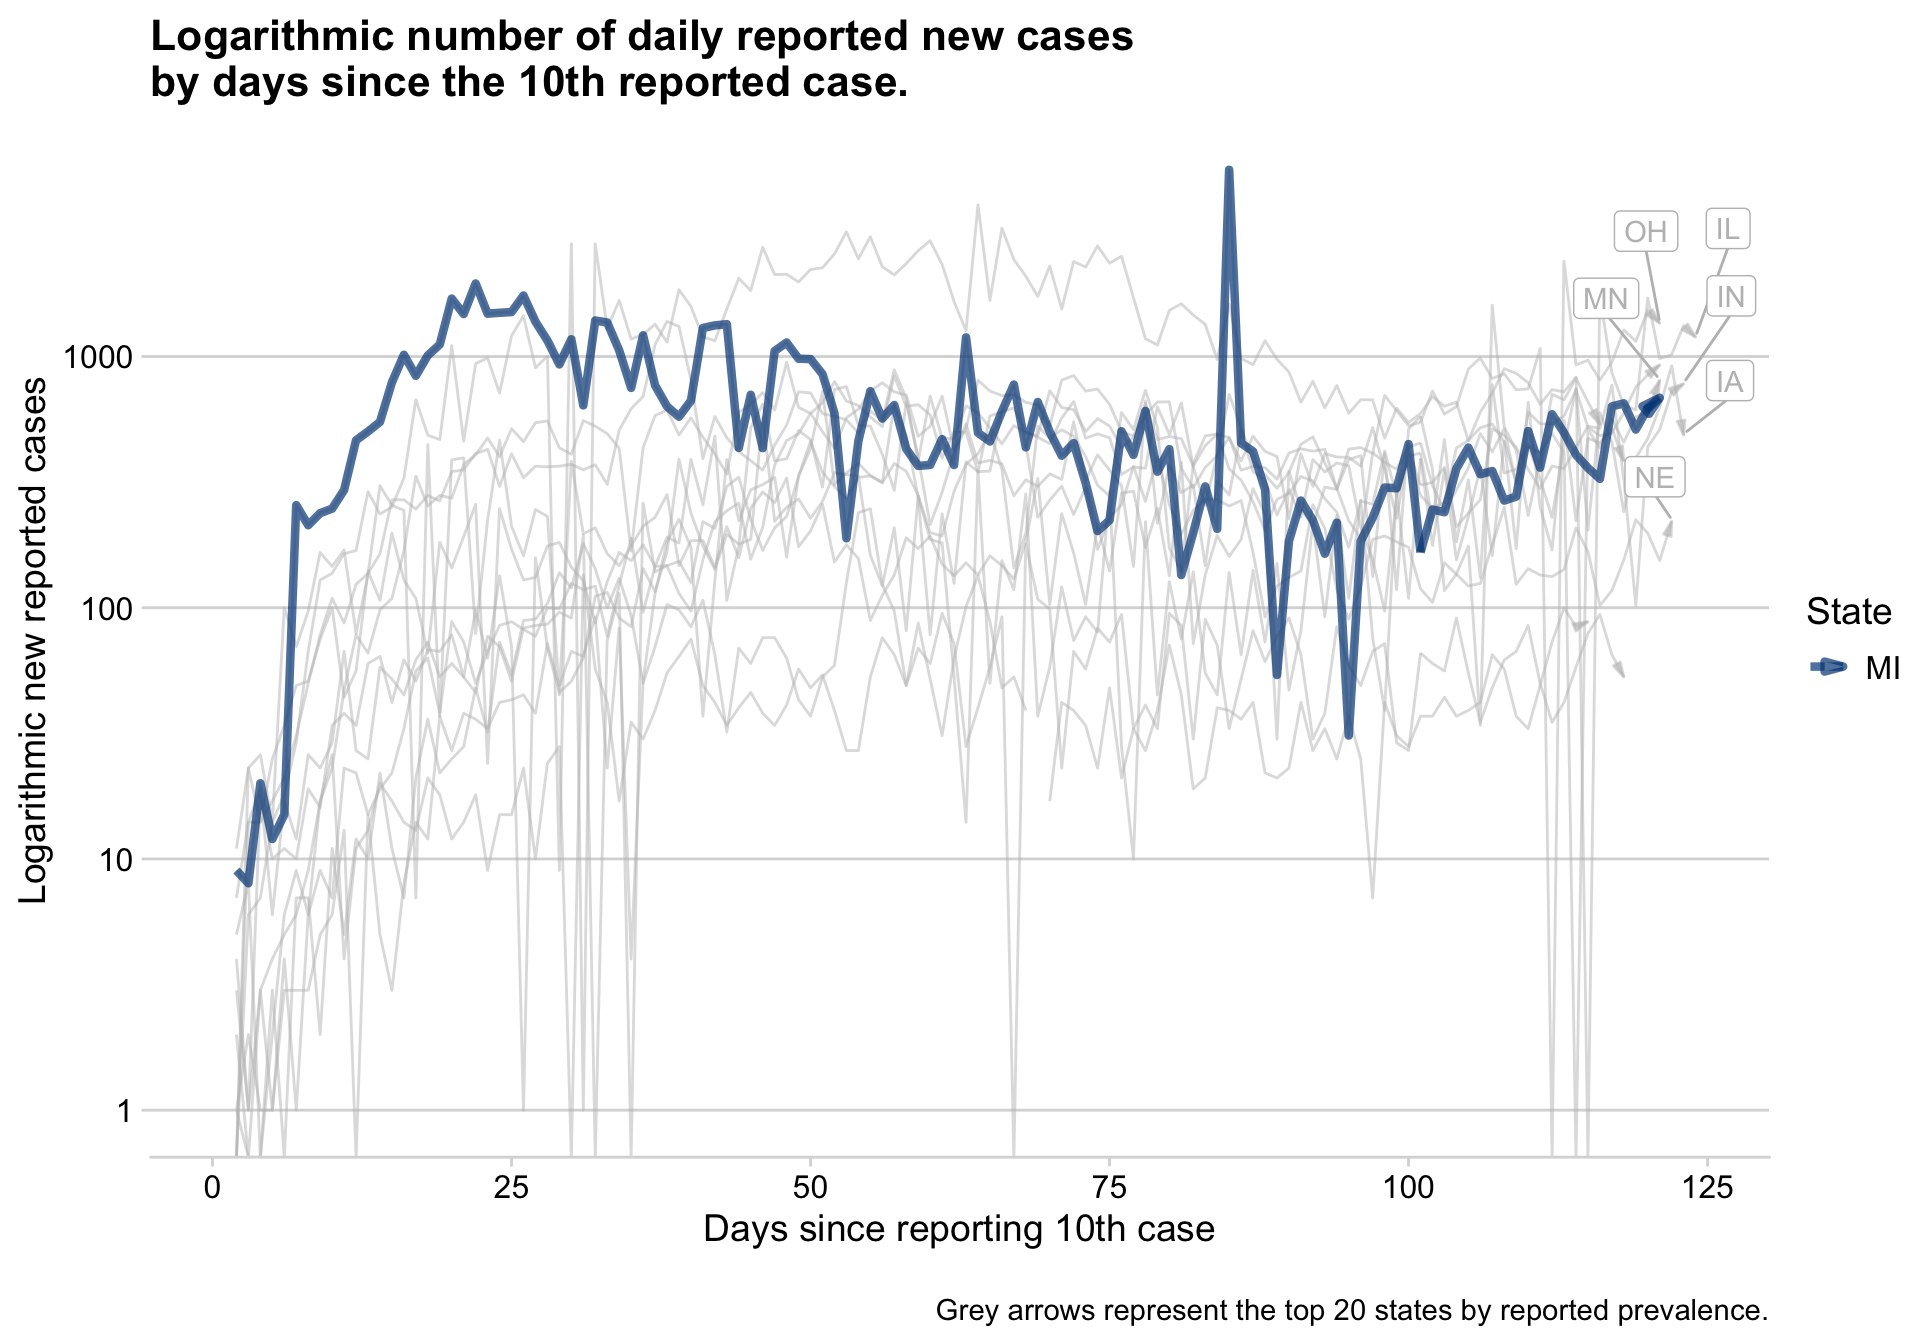 Logarithmic number of daily reported new cases
by days since the 10th reported case.
Logarithmic new reported cases
1000
100
10
1
OH
IL
MN
IN
IA
NE
State
MI
0
25
50
75
100
125
Days since reporting 10th case
Grey arrows represent the top 20 states by reported prevalence.